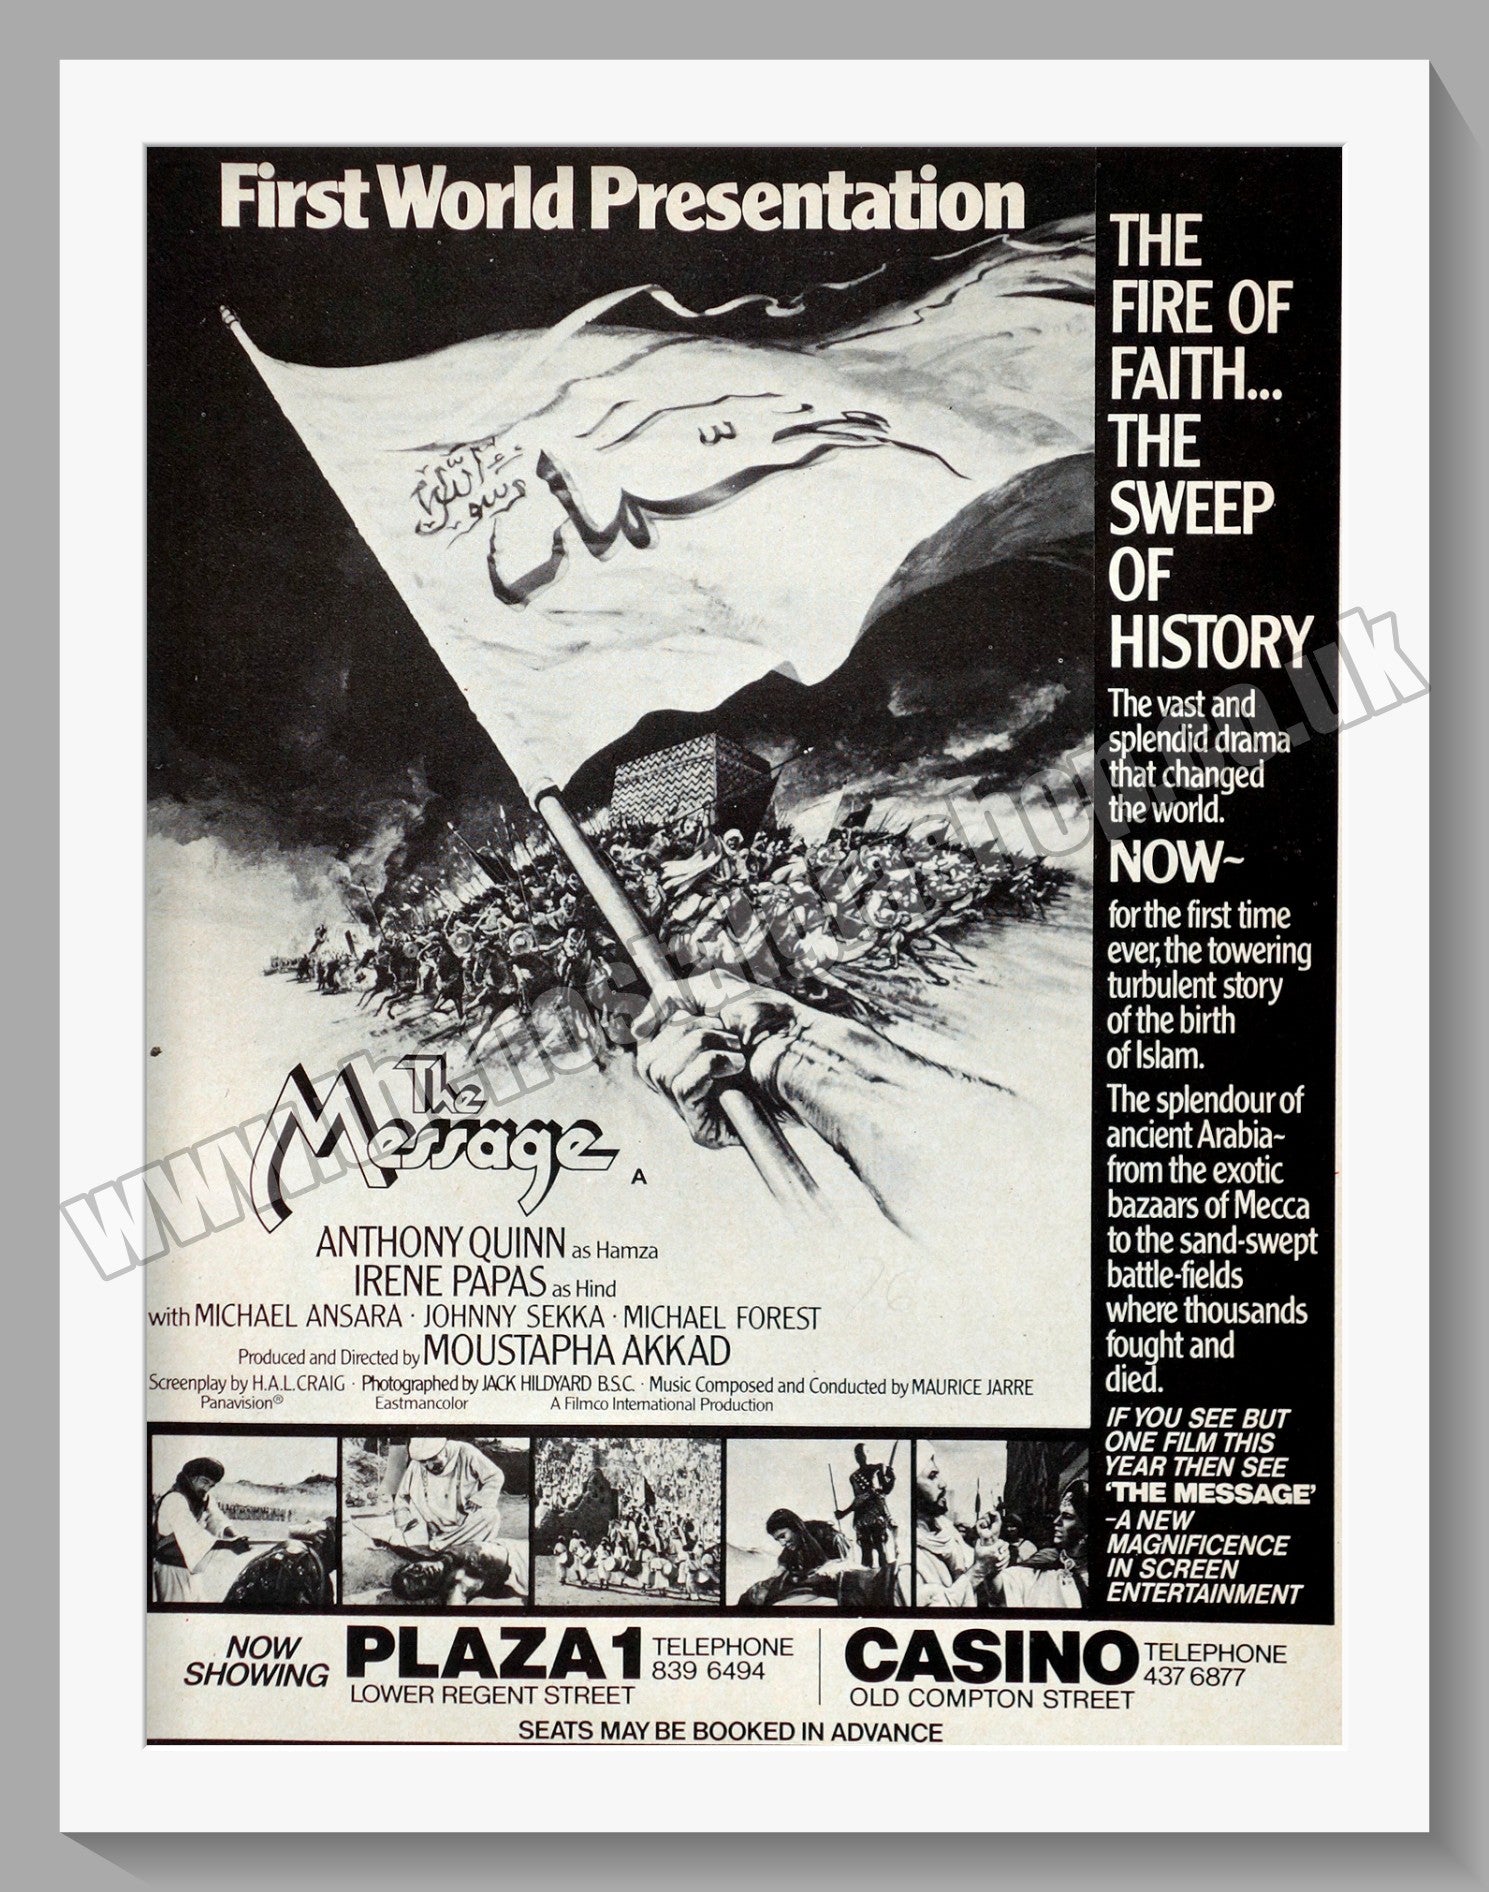 First World Presentation
THE
FIRE OF
FAITH...
THE
SWEEP
OF
HISTORY
The vast and
splendid drama
that changed
the world.
NOW~
for the first time
ever, the towering
turbulent story
of the birth
of Islam.
The splendour of
ancient Arabia~
from the exotic
bazaars of Mecca
to the sand-swept
battle-fields
where thousands
fought and
died.
IF YOU SEE BUT
ONE FILM THIS
YEAR THEN SEE
'THE MESSAGE'
-A NEW
MAGNIFICENCE
IN SCREEN
ENTERTAINMENT
The
Message A
ANTHONY QUINN as Hamza
IRENE PAPAS as Hind
with MICHAEL ANSARA · JOHNNY SEKKA · MICHAEL FOREST
Produced and Directed by MOUSTAPHA AKKAD
Screenplay by H.A.L. CRAIG · Photographed by JACK HILDYARD B.S.C. · Music Composed and Conducted by MAURICE JARRE
Panavision® Eastmancolor A Filmco International Production
NOW
SHOWING
PLAZA 1 TELEPHONE
839 6494
LOWER REGENT STREET
CASINO TELEPHONE
437 6877
OLD COMPTON STREET
SEATS MAY BE BOOKED IN ADVANCE
www.thenostalgiashop.co.uk